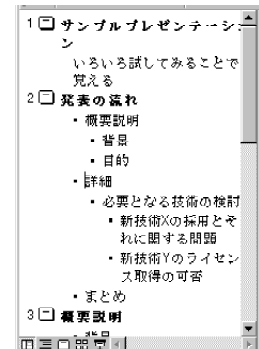 1 サンプルプレゼンテーショ
ン
いろいろ試してみることで
覚える
2 発表の流れ
・概要説明
・背景
・目的
・詳細
・必要となる技術の検討
・新技術Xの採用とそ
れに関する問題
・新技術Yのライセン
ス取得の可否
・まとめ
3 概要説明
・背景